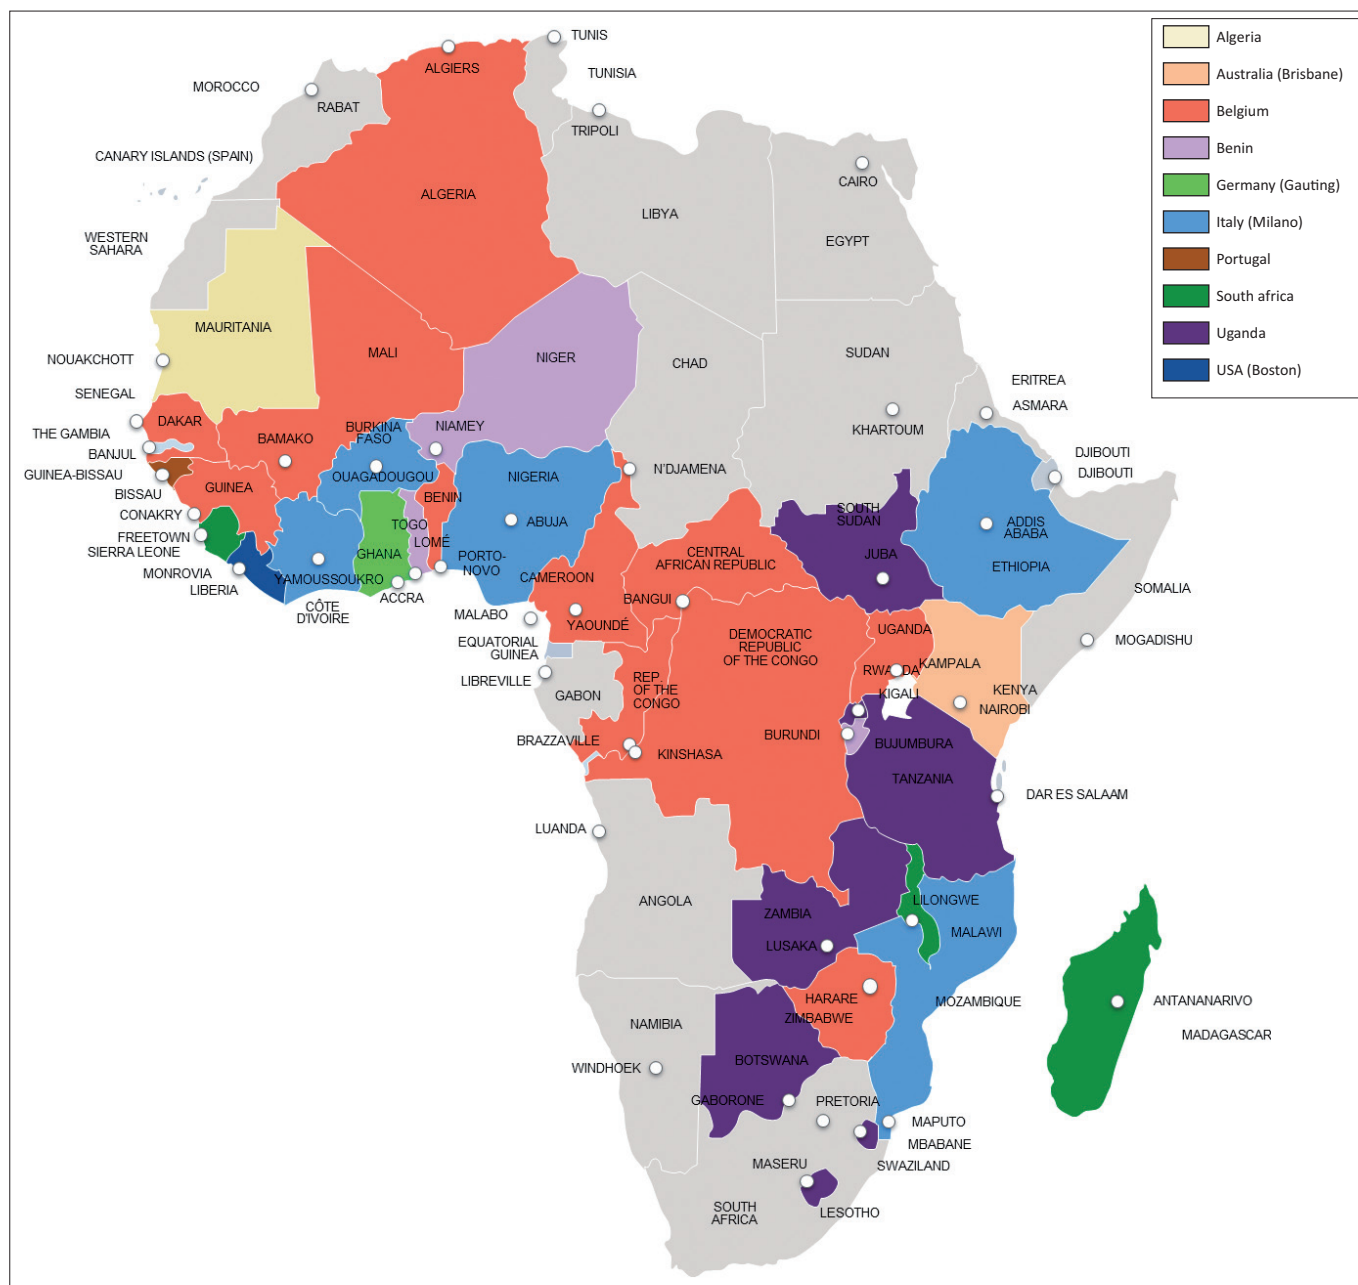 TUNIS
Algeria
ALGIERS
TUNISIA
Australia (Brisbane)
MOROCCO
RABAT
Belgium
TRIPOLI
Benin
CANARY ISLANDS (SPAIN)
CAIRO
Germany (Gauting)
ALGERIA
LIBYA
Italy (Milano)
WESTERN
SAHARA
EGYPT
Portugal
South africa
MAURITANIA
Uganda
NOUAKCHOTT
MALI
NIGER
CHAD
SUDAN
USA (Boston)
SENEGAL
ERITREA
ASMARA
DAKAR
THE GAMBIA
BAMAKO
BURKINA
FASO
NIAMEY
KHARTOUM
BANJUL
DJIBOUTI
DJIBOUTI
GUINEA-BISSAU
OUAGADOUGOU
NIGERIA
N'DJAMENA
BISSAU
GUINEA
BENIN
CONAKRY
TOGO
ABUJA
SOUTH
SUDAN
ADDIS
ABABA
FREETOWN
SIERRA LEONE
GHANA
LOMÉ
PORTO-
NOVO
CENTRAL
AFRICAN REPUBLIC
JUBA
ETHIOPIA
MONROVIA
LIBERIA
YAMOUSSOUKRO
ACCRA
CAMEROON
SOMALIA
CÔTE
D'IVOIRE
MALABO
BANGUI
YAOUNDÉ
UGANDA
EQUATORIAL
GUINEA
DEMOCRATIC
REPUBLIC
OF THE CONGO
MOGADISHU
LIBREVILLE
RWANDA
KAMPALA
GABON
REP.
OF THE
CONGO
KIGALI
KENYA
NAIROBI
BRAZZAVILLE
KINSHASA
BURUNDI
BUJUMBURA
TANZANIA
DAR ES SALAAM
LUANDA
ANGOLA
ZAMBIA
LILONGWE
MALAWI
LUSAKA
HARARE
ZIMBABWE
MOZAMBIQUE
ANTANANARIVO
NAMIBIA
MADAGASCAR
WINDHOEK
BOTSWANA
GABORONE
PRETORIA
MAPUTO
MBABANE
MASERU
SWAZILAND
SOUTH
AFRICA
LESOTHO